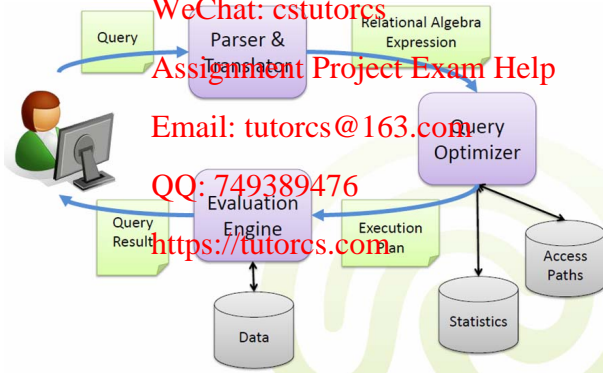 WeChat: cstutorcs
Query
Parser &
Translator
Relational Algebra
Expression
Assignment Project Exam Help
Email: tutorcs@163.com
Query
Optimizer
QQ: 749389476
Evaluation
Engine
Query
Result
Execution
Plan
https://tutorcs.com
Access
Paths
Statistics
Data